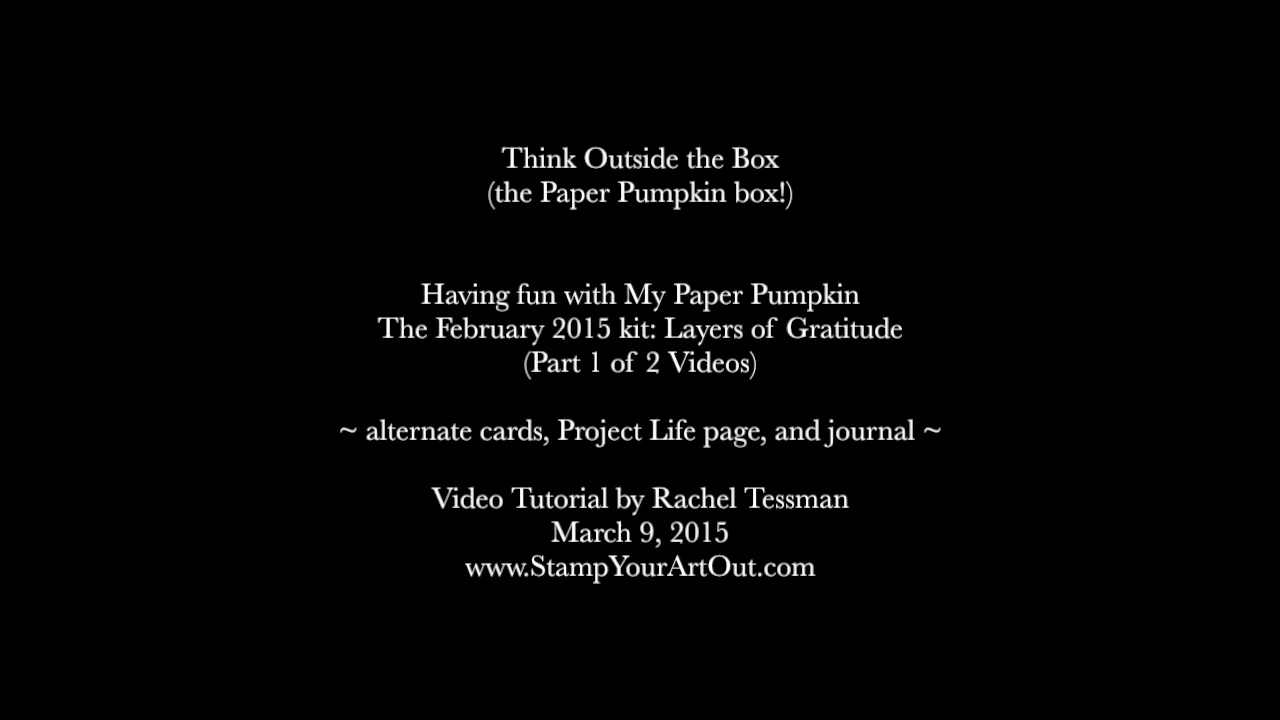 Think Outside the Box
(the Paper Pumpkin box!)
Having fun with My Paper Pumpkin
The February 2015 kit: Layers of Gratitude
(Part 1 of 2 Videos)
~ alternate cards, Project Life page, and journal ~
Video Tutorial by Rachel Tessman
March 9, 2015
www.StampYourArtOut.com